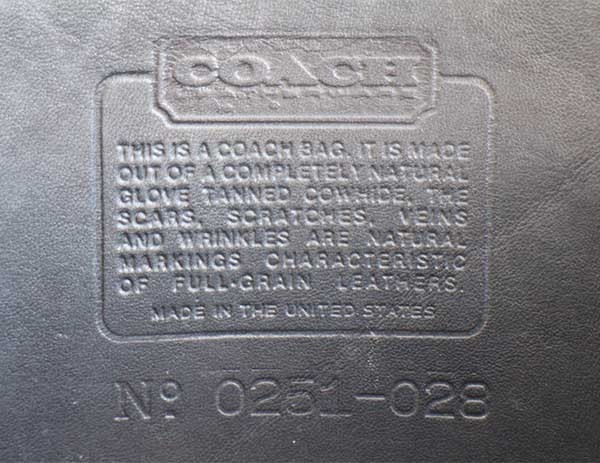 COACH
THIS IS A COACH BAG. IT IS MADE
OUT OF A COMPLETELY NATURAL
GLOVE TANNED COWHIDE, THE
SCARS, SCRATCHES, VEINS
AND WRINKLES ARE NATURAL
MARKINGS CHARACTERISTIC
OF FULL-GRAIN LEATHERS.
MADE IN THE UNITED STATES
Nº 0251-028